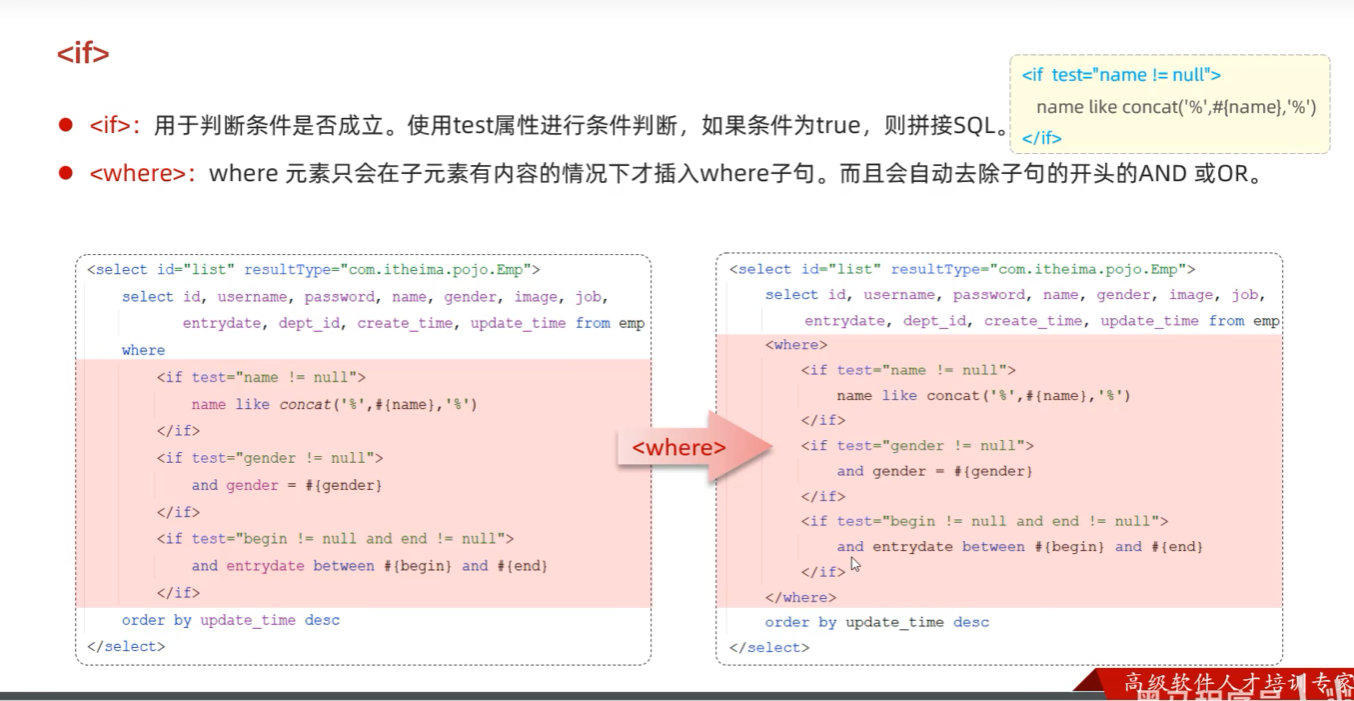 <if>
<if test="name != null">
name like concat('%',#{name},'%')
</if>
<if>：用于判断条件是否成立。使用test属性进行条件判断，如果条件为true，则拼接SQL。
<where>：where 元素只会在子元素有内容的情况下才插入where子句。而且会自动去除子句的开头的AND 或OR。
<select id="list" resultType="com.itheima.pojo.Emp">
select id, username, password, name, gender, image, job,
entrydate, dept_id, create_time, update_time from emp
where
<if test="name != null">
name like concat('%',#{name},'%')
</if>
<if test="gender != null">
and gender = #{gender}
</if>
<if test="begin != null and end != null">
and entrydate between #{begin} and #{end}
</if>
order by update_time desc
</select>
<where>
<select id="list" resultType="com.itheima.pojo.Emp">
select id, username, password, name, gender, image, job,
entrydate, dept_id, create_time, update_time from emp
<where>
<if test="name != null">
name like concat('%',#{name},'%')
</if>
<if test="gender != null">
and gender = #{gender}
</if>
<if test="begin != null and end != null">
and entrydate between #{begin} and #{end}
</if>
</where>
order by update_time desc
</select>
高级软件人才培训专家